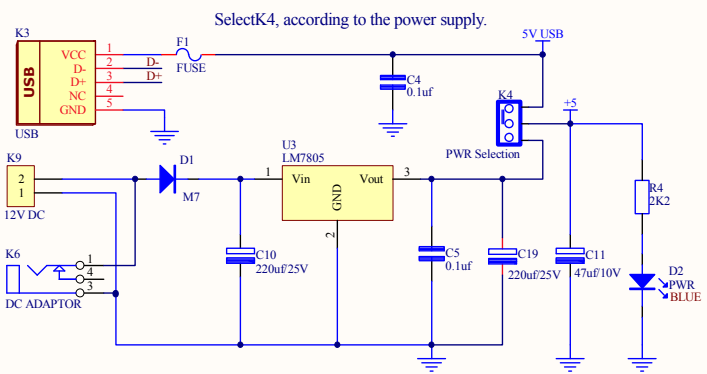 SelectK4, according to the power supply.
K3
USB
VCC 1
D- 2 D-
D+ 3 D+
NC 4
GND 5
USB
F1
FUSE
C4
0.1uf
5V USB
K4
PWR Selection
+5
K9
2
1
12V DC
D1
M7
U3
LM7805
1 Vin Vout 3
GND
2
R4
2K2
K6
1
4
3
DC ADAPTOR
C10
220uf/25V
C5
0.1uf
C19
220uf/25V
C11
47uf/10V
D2
PWR
BLUE